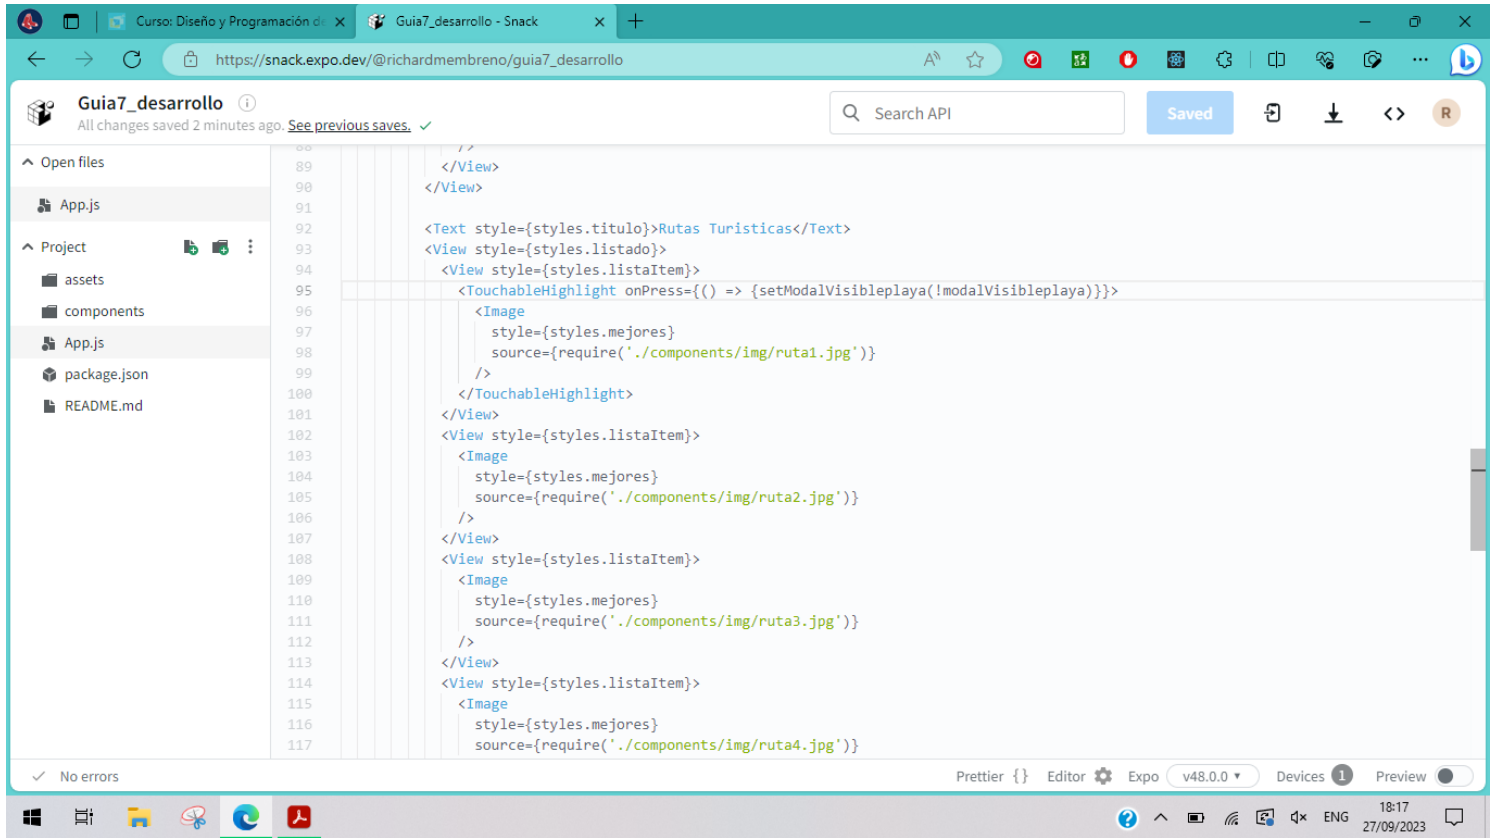 Curso: Diseño y Programación de
Guia7_desarrollo - Snack
https://snack.expo.dev/@richardmembreno/guia7_desarrollo
Guia7_desarrollo
All changes saved 2 minutes ago. See previous saves.
Search API
Saved
R
Open files
App.js
Project
assets
components
App.js
package.json
README.md
88 />
89 </View>
90 </View>
91
92 <Text style={styles.titulo}>Rutas Turisticas</Text>
93 <View style={styles.listado}>
94 <View style={styles.listaItem}>
95 <TouchableHighlight onPress={() => {setModalVisibleplaya(!modalVisibleplaya)}}>
96 <Image
97 style={styles.mejores}
98 source={require('./components/img/ruta1.jpg')}
99 />
100 </TouchableHighlight>
101 </View>
102 <View style={styles.listaItem}>
103 <Image
104 style={styles.mejores}
105 source={require('./components/img/ruta2.jpg')}
106 />
107 </View>
108 <View style={styles.listaItem}>
109 <Image
110 style={styles.mejores}
111 source={require('./components/img/ruta3.jpg')}
112 />
113 </View>
114 <View style={styles.listaItem}>
115 <Image
116 style={styles.mejores}
117 source={require('./components/img/ruta4.jpg')}
No errors
Prettier {} Editor Expo v48.0.0 Devices 1 Preview
ENG
18:17
27/09/2023